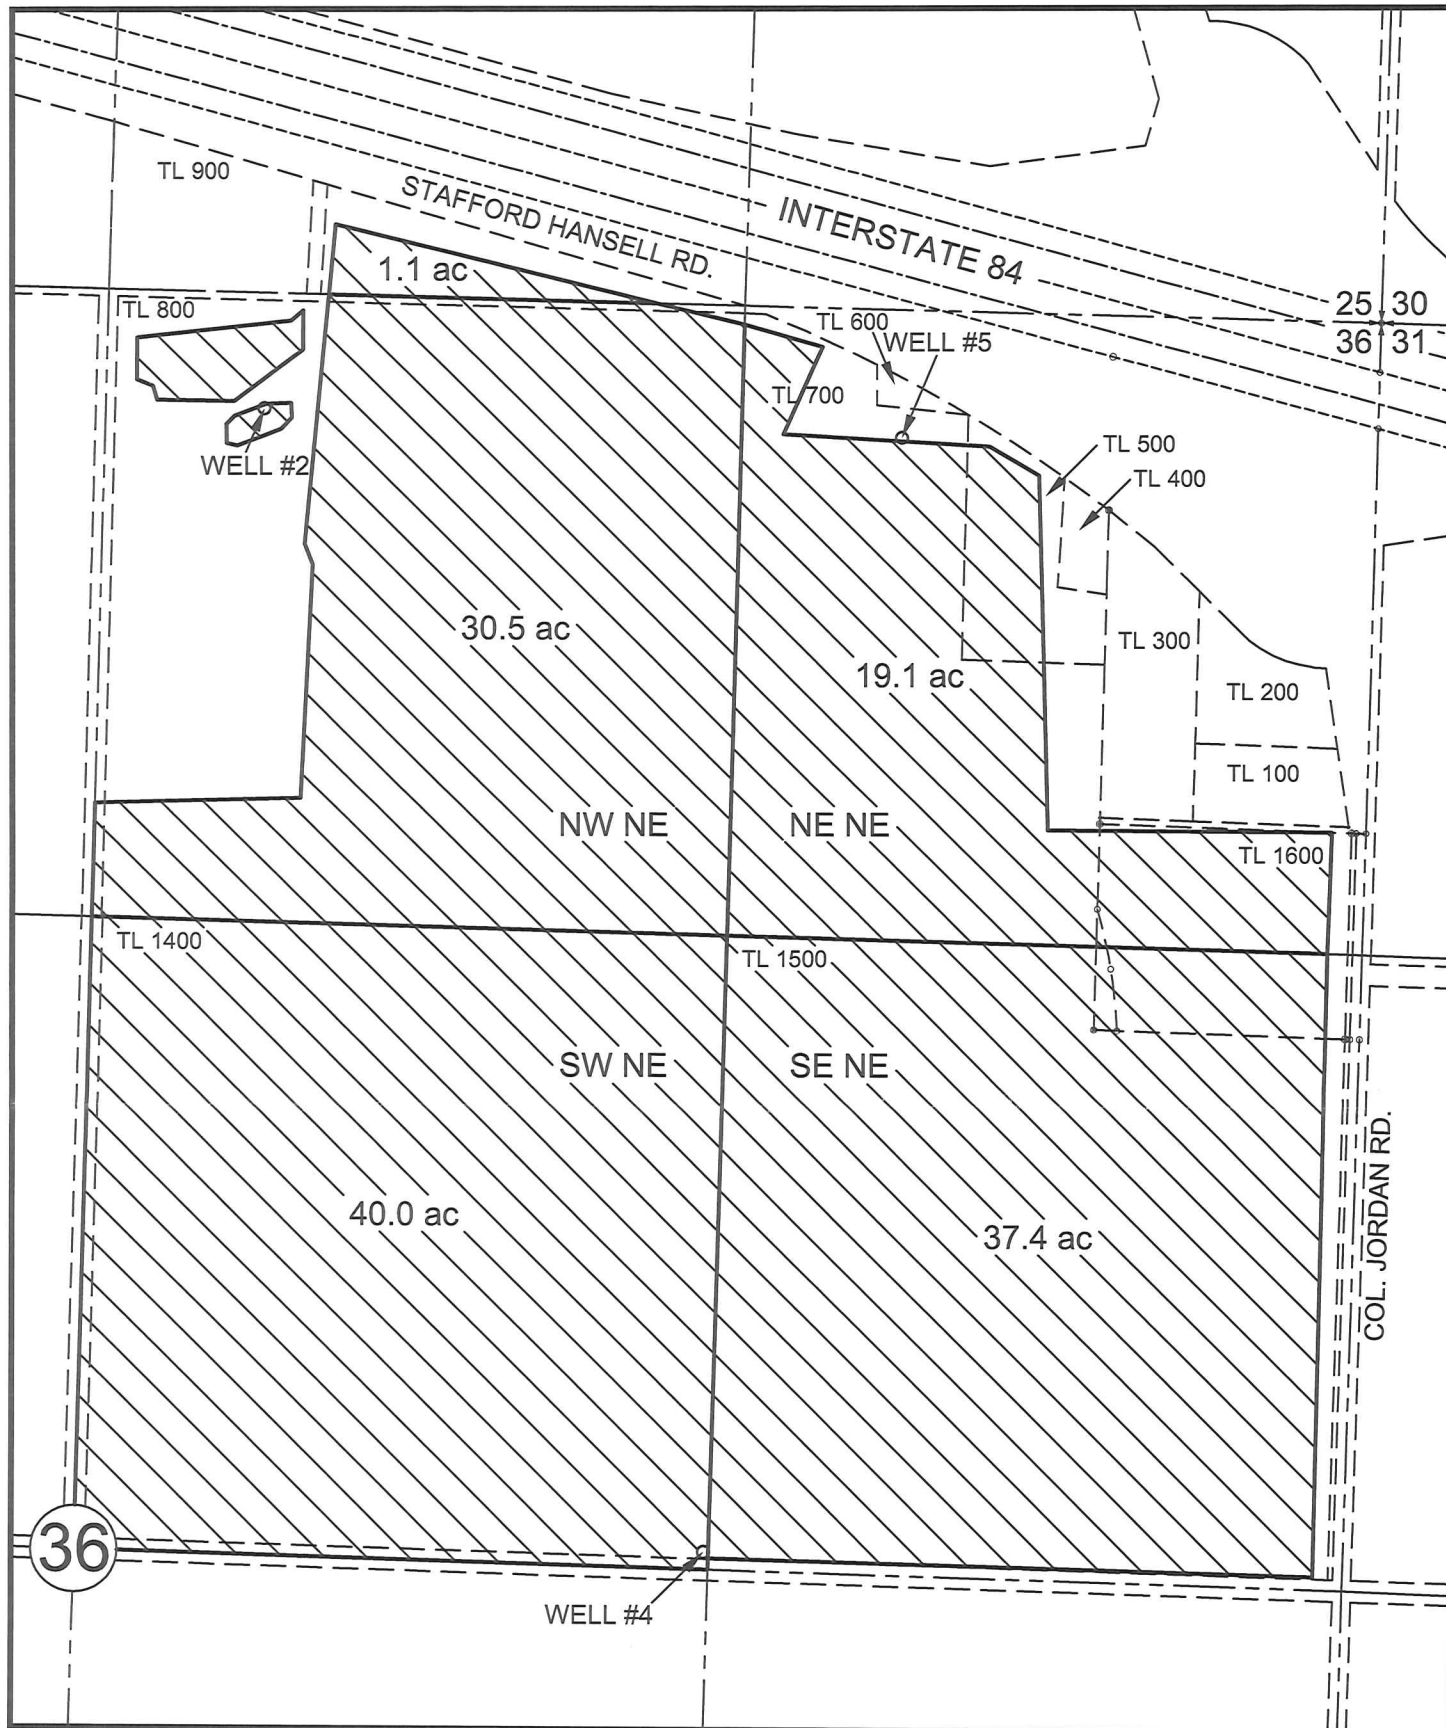 TL 900
STAFFORD HANSELL RD.
INTERSTATE 84
1.1 ac
TL 800
25 30
36 31
TL 600
WELL #5
TL 700
WELL #2
TL 500
TL 400
30.5 ac
19.1 ac
TL 300
TL 200
TL 100
NW NE
NE NE
TL 1600
TL 1400
TL 1500
SW NE
SE NE
40.0 ac
37.4 ac
COL. JORDAN RD.
36
WELL #4